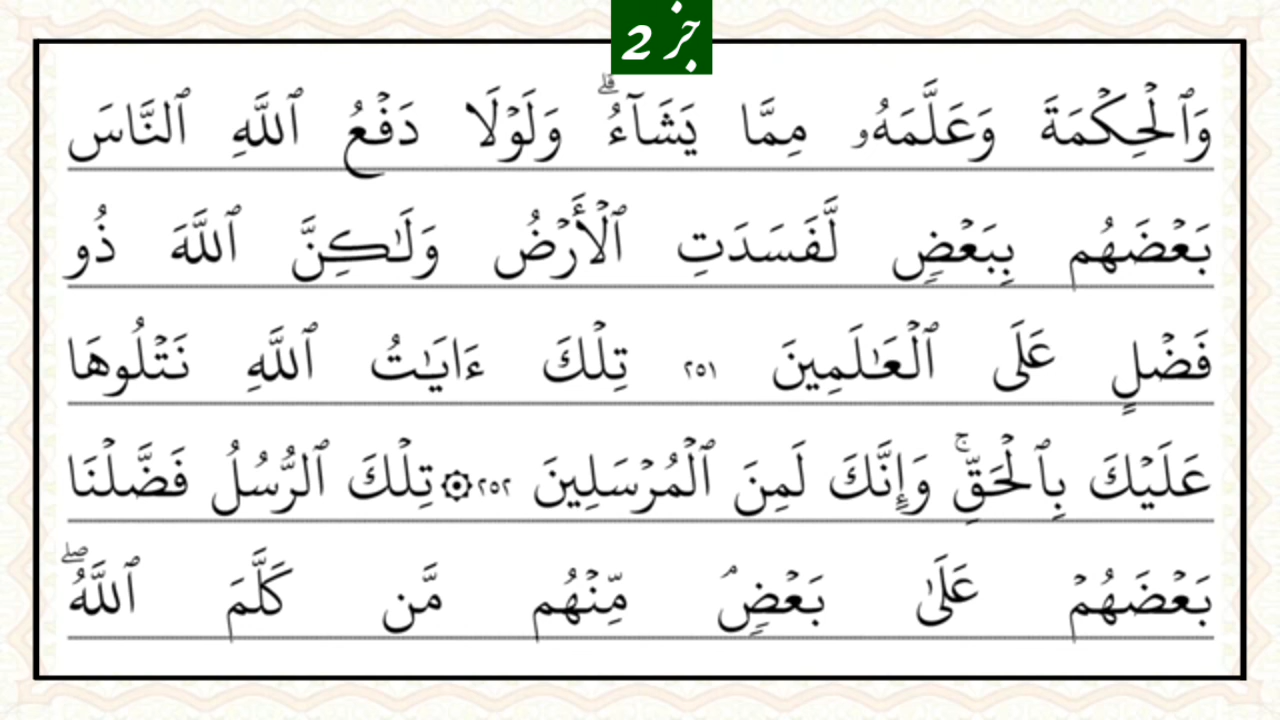 جز 2
وَٱلۡحِكۡمَةَ وَعَلَّمَهُۥ مِمَّا يَشَآءُۗ وَلَوۡلَا دَفۡعُ ٱللَّهِ ٱلنَّاسَ
بَعۡضَهُم بِبَعۡضٖ لَّفَسَدَتِ ٱلۡأَرۡضُ وَلَٰكِنَّ ٱللَّهَ ذُو
فَضۡلٍ عَلَى ٱلۡعَٰلَمِينَ ٢٥١ تِلۡكَ ءَايَٰتُ ٱللَّهِ نَتۡلُوهَا
عَلَيۡكَ بِٱلۡحَقِّۚ وَإِنَّكَ لَمِنَ ٱلۡمُرۡسَلِينَ ٢٥٢ ۞ تِلۡكَ ٱلرُّسُلُ فَضَّلۡنَا
بَعۡضَهُمۡ عَلَىٰ بَعۡضٖۘ مِّنۡهُم مَّن كَلَّمَ ٱللَّهُۖ